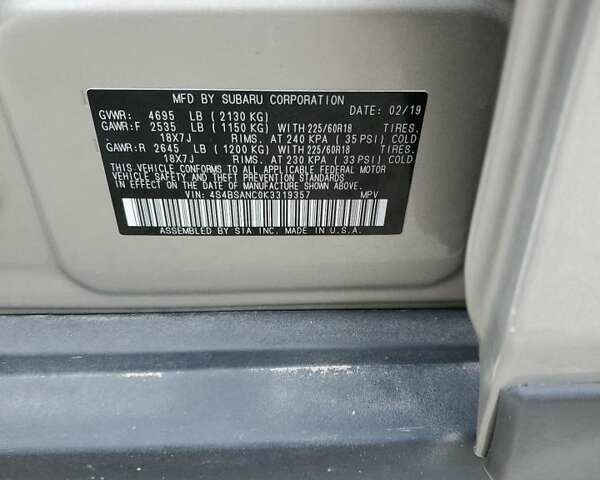 MFD BY SUBARU CORPORATION
GVWR: 4695 LB ( 2130 KG) DATE: 02/19
GAWR:F 2535 LB ( 1150 KG) WITH 225/60R18 TIRES.
18X7J RIMS. AT 240 KPA ( 35 PSI) COLD
GAWR:R 2645 LB ( 1200 KG) WITH 225/60R18 TIRES.
18X7J RIMS. AT 230 KPA ( 33 PSI) COLD
THIS VEHICLE CONFORMS TO ALL APPLICABLE FEDERAL MOTOR
VEHICLE SAFETY AND THEFT PREVENTION STANDARDS
IN EFFECT ON THE DATE OF MANUFACTURE SHOWN ABOVE.
VIN: 4S4BSANC0K3319357 MPV
ASSEMBLED BY SIA INC. MADE IN U.S.A.